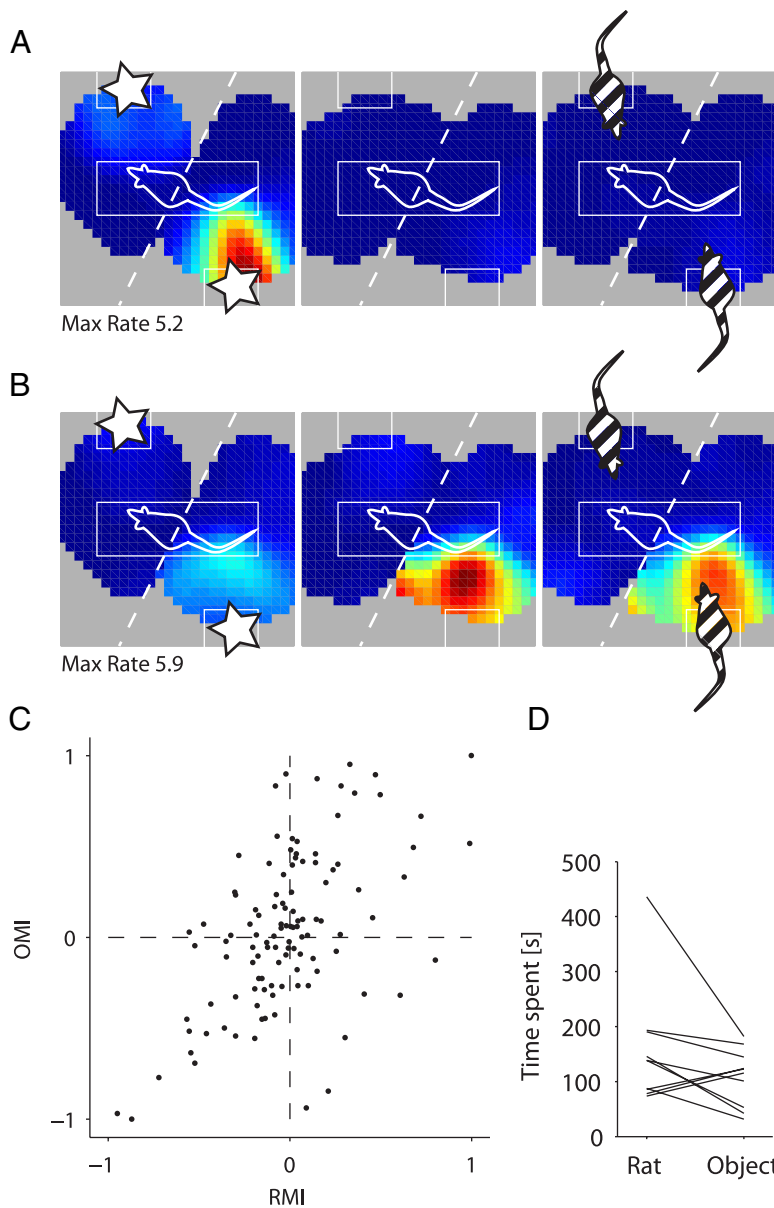 A
Max Rate 5.2
B
Max Rate 5.9
C
1
0
−1
OMI
−1
0
1
RMI
D
500
400
300
200
100
0
Time spent [s]
Rat
Object